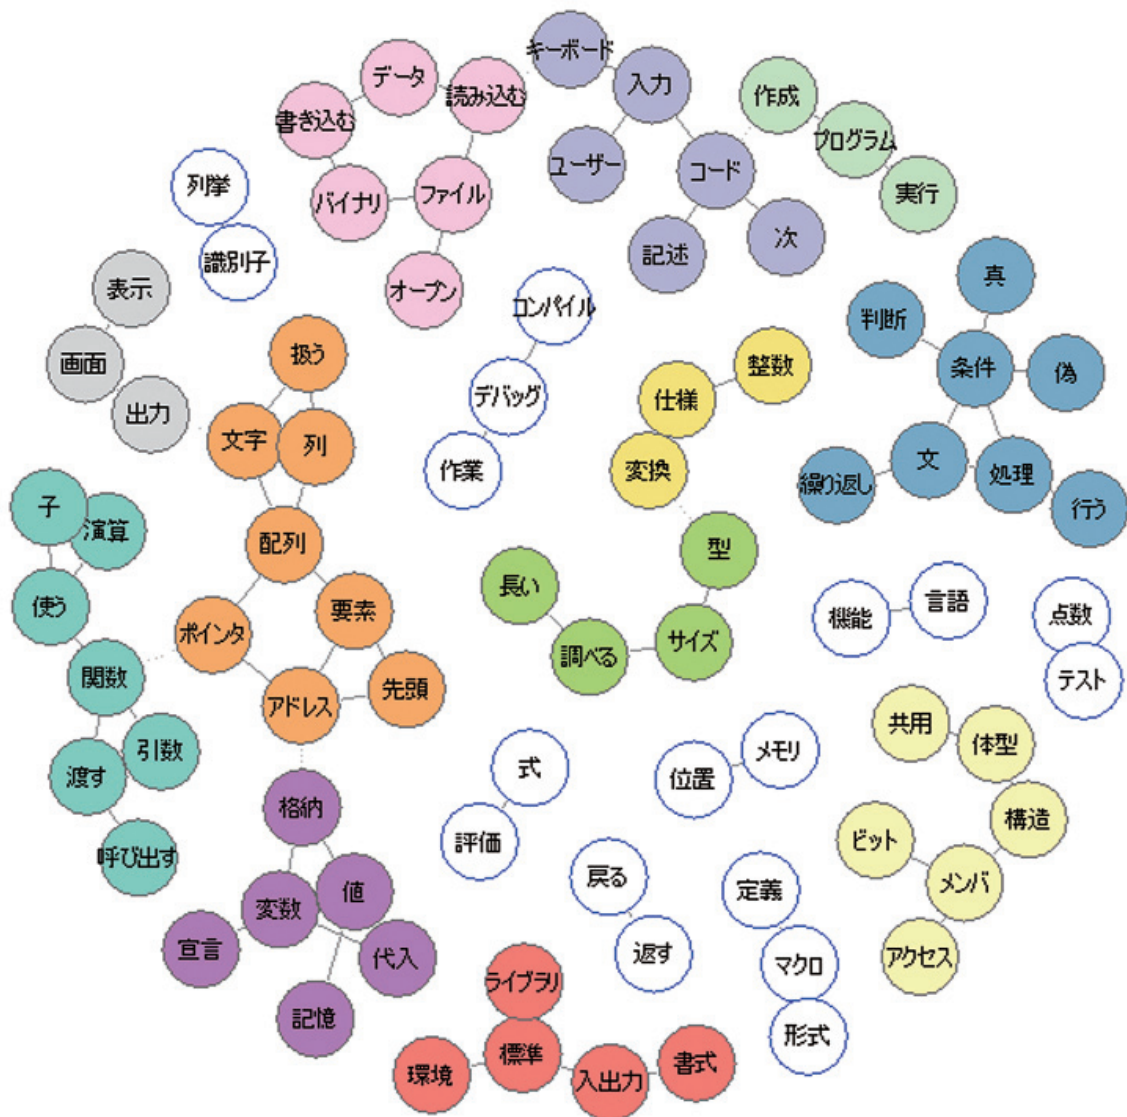 キーボード
データ
読み込む
入力
作成
書き込む
プログラム
ユーザー
コード
列挙
バイナリ
ファイル
実行
識別子
記述
次
表示
オープン
コンパイル
真
判断
画面
扱う
整数
条件
偽
出力
デバッグ
仕様
文字
列
作業
変換
文
処理
繰り返し
行う
子
演算
配列
型
使う
長い
機能
言語
ポインタ
要素
点数
関数
調べる
サイズ
テスト
アドレス
先頭
渡す
引数
式
位置
メモリ
共用
体型
格納
呼び出す
評価
ビット
構造
変数
値
戻る
定義
メンバ
宣言
代入
返す
マクロ
アクセス
記憶
ライブラリ
形式
環境
標準
入出力
書式